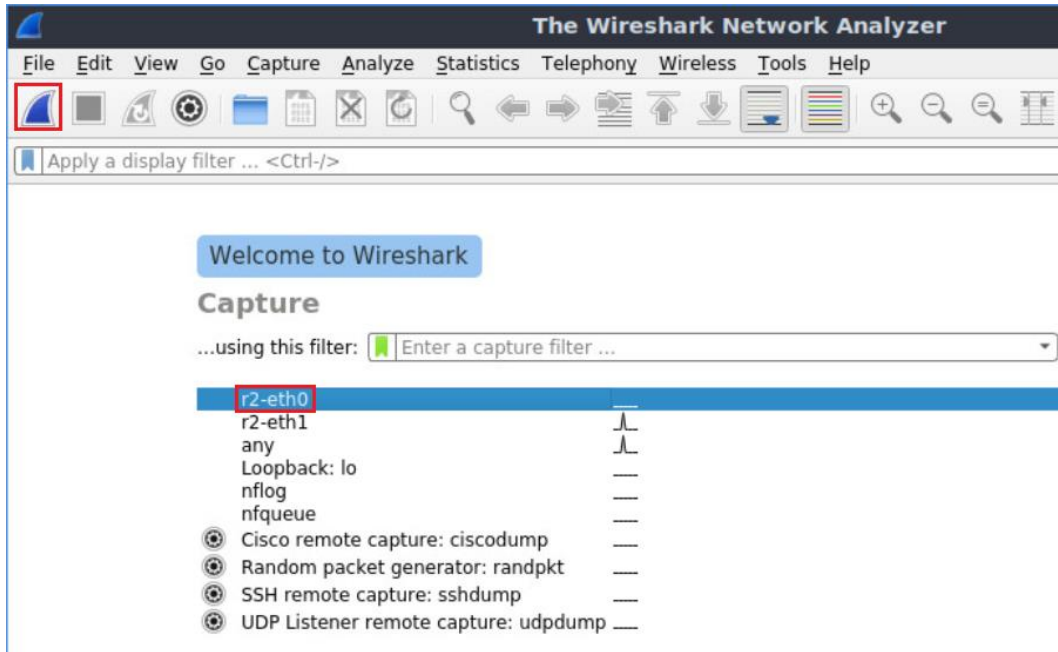 The Wireshark Network Analyzer
File Edit View Go Capture Analyze Statistics Telephony Wireless Tools Help
Apply a display filter ... <Ctrl-/>
Welcome to Wireshark
Capture
...using this filter: Enter a capture filter ...
r2-eth0
r2-eth1
any
Loopback: lo
nflog
nfqueue
Cisco remote capture: ciscodump
Random packet generator: randpkt
SSH remote capture: sshdump
UDP Listener remote capture: udpdump